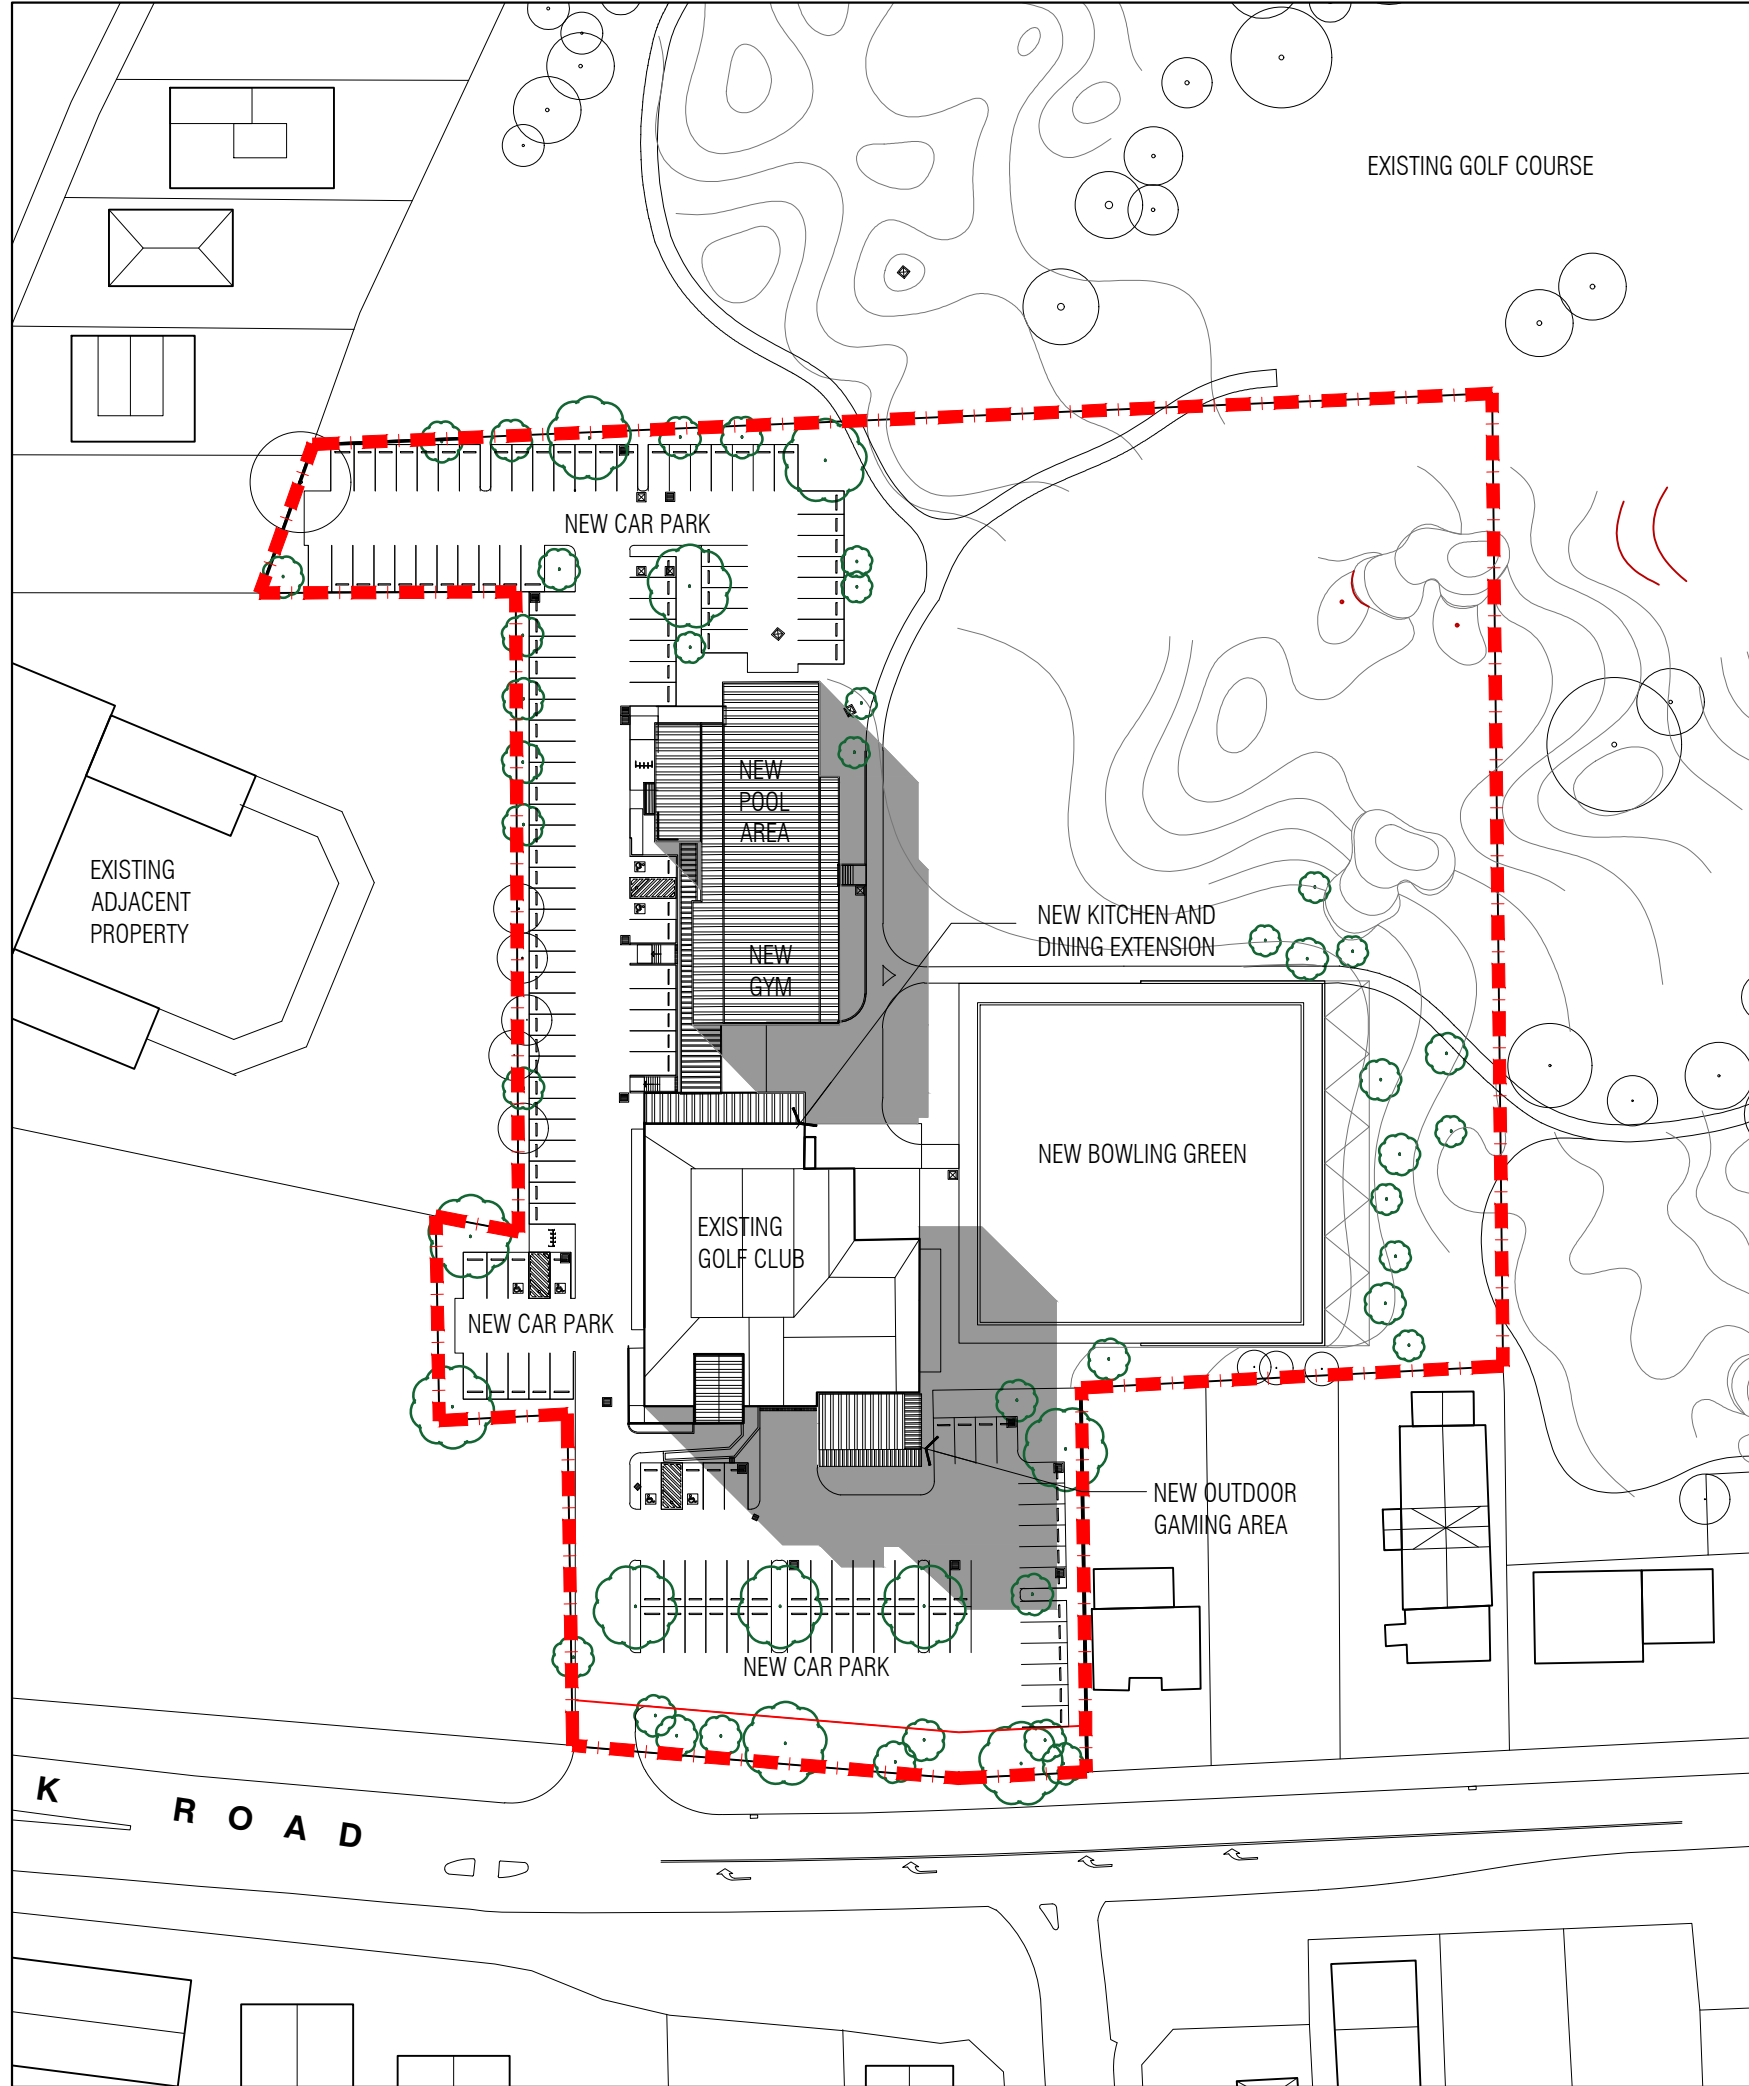 EXISTING GOLF COURSE
NEW CAR PARK
NEW
POOL
AREA
EXISTING
ADJACENT
PROPERTY
NEW KITCHEN AND
DINING EXTENSION
NEW
GYM
NEW BOWLING GREEN
EXISTING
GOLF CLUB
NEW CAR PARK
NEW OUTDOOR
GAMING AREA
NEW CAR PARK
K ROAD